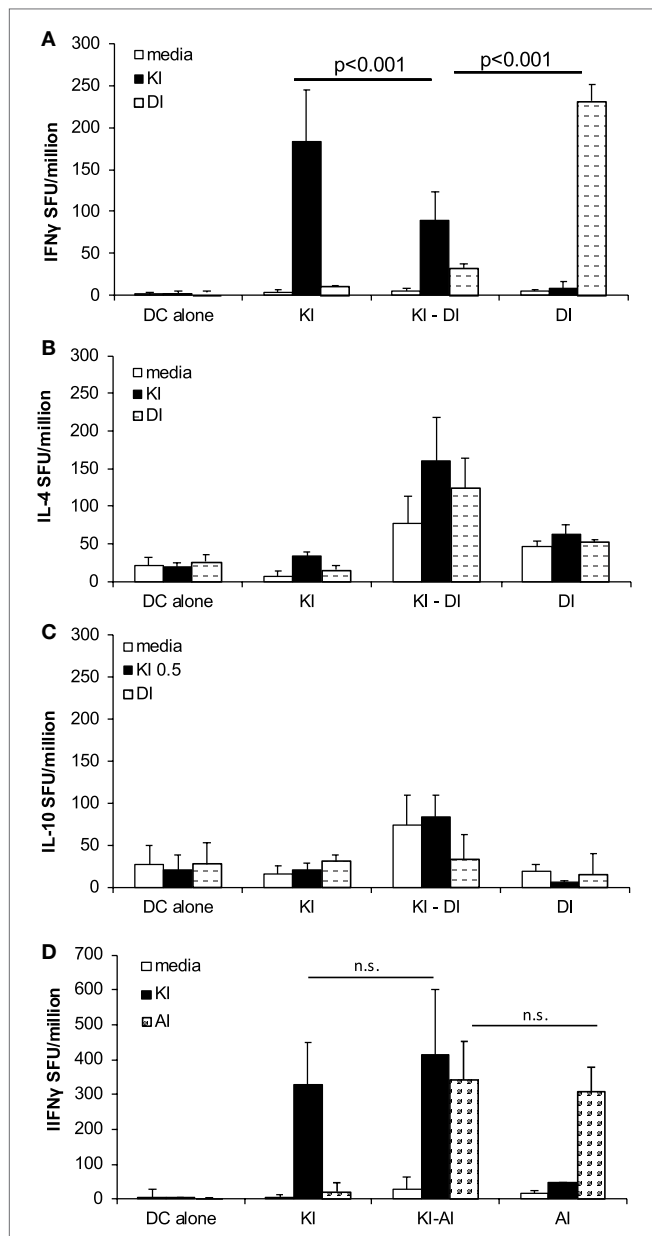 A
media
KI
DI
p<0.001 p<0.001
IFNγ SFU/million
300
250
200
150
100
50
0
DC alone KI KI - DI DI
B
media
KI
DI
IL-4 SFU/million
300
250
200
150
100
50
0
DC alone KI KI - DI DI
C
media
KI 0.5
DI
IL-10 SFU/million
300
250
200
150
100
50
0
DC alone KI KI - DI DI
D
media
KI
AI
n.s. n.s.
IIFNγ SFU/million
700
600
500
400
300
200
100
0
DC alone KI KI-AI AI